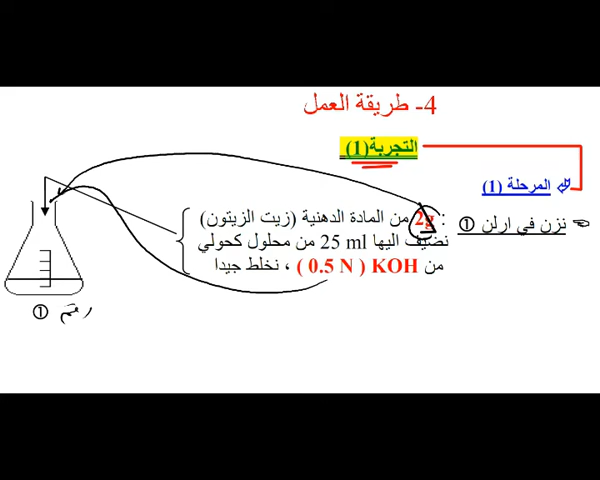 4- طريقة العمل
التجربة(1)
المرحلة (1)
نزن في ارلن ① : 2g من المادة الدهنية (زيت الزيتون)
نضيف اليها 25 ml من محلول كحولي
من KOH ( 0.5 N ) ، نخلط جيدا
رقم ①